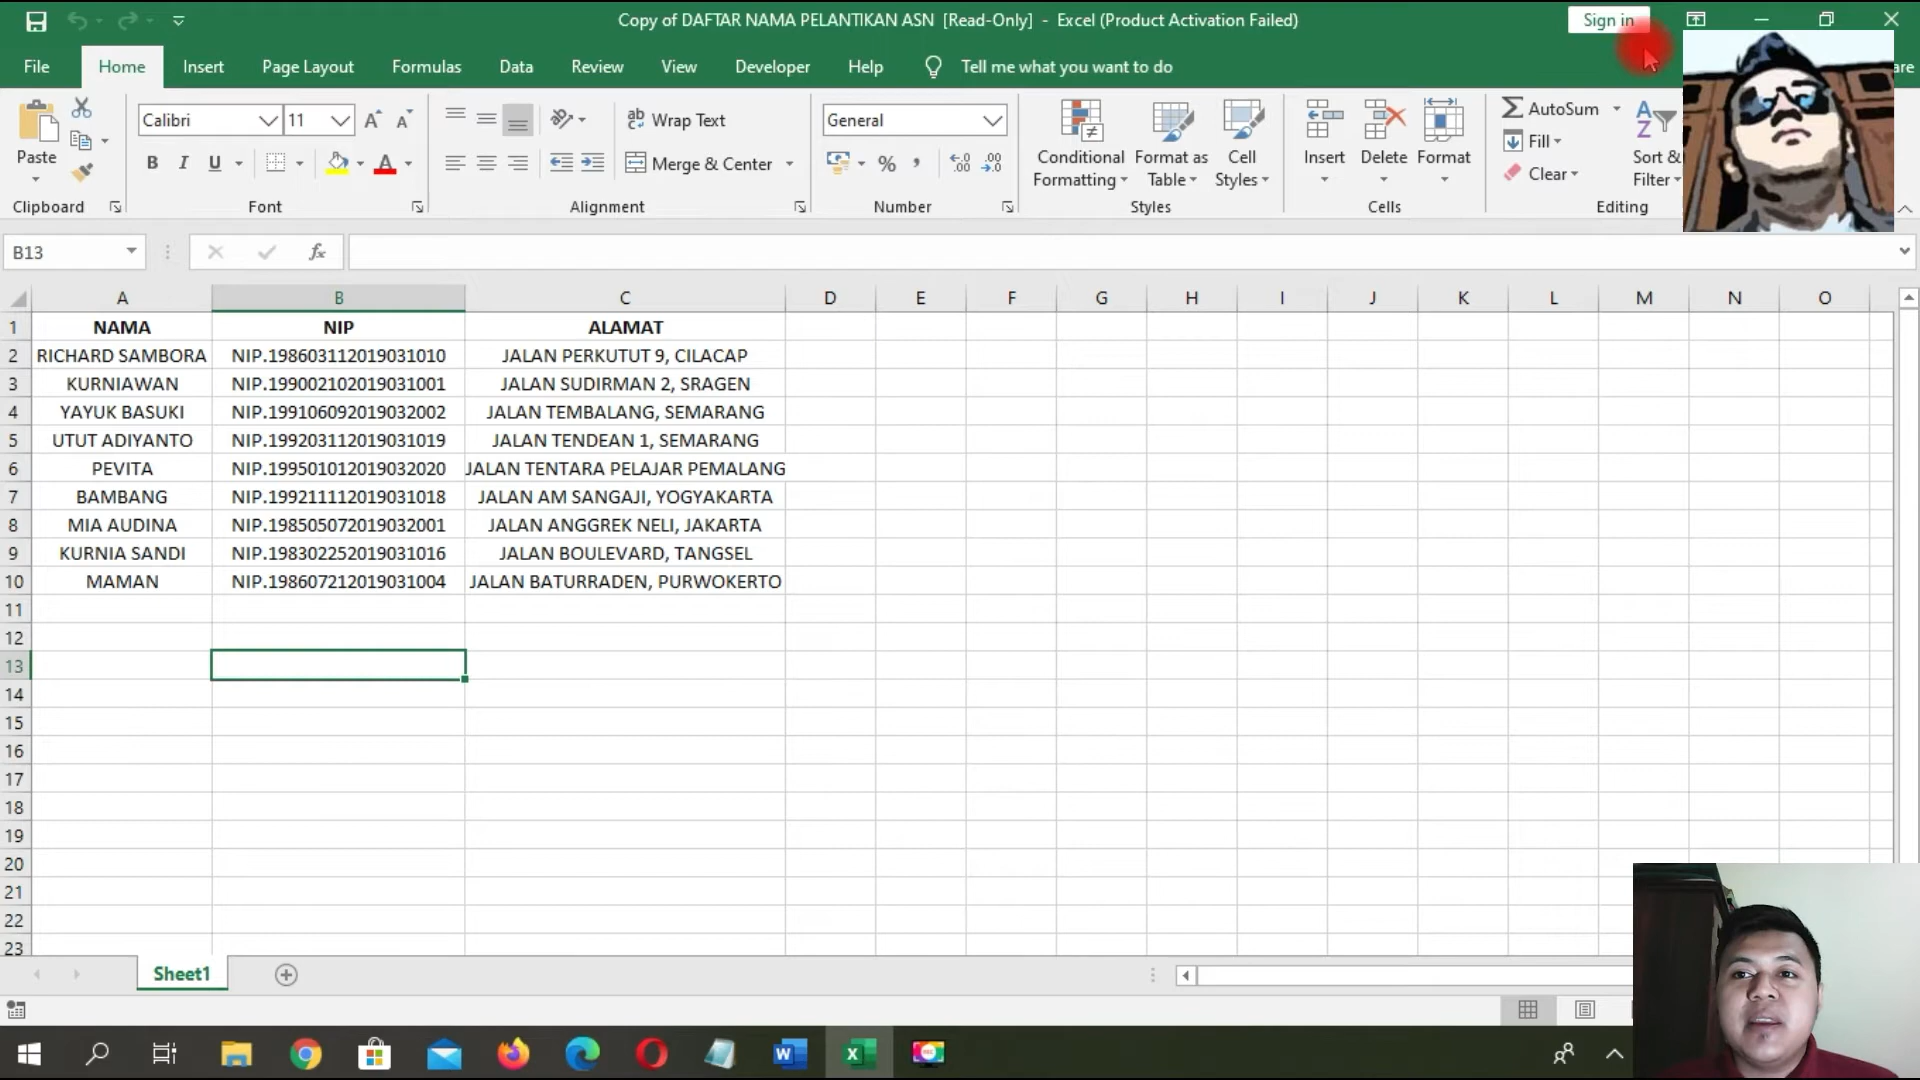 Copy of DAFTAR NAMA PELANTIKAN ASN [Read-Only] - Excel (Product Activation Failed)
Sign in
File Home Insert Page Layout Formulas Data Review View Developer Help Tell me what you want to do
Calibri 11
Wrap Text
General
AutoSum
Paste
B I U
Merge & Center
%
Conditional Formatting
Format as Table
Cell Styles
Insert
Delete
Format
Fill
Clear
Sort & Filter
Clipboard Font Alignment Number Styles Cells Editing
B13
fx
A B C D E F G H I J K L M N O
1 NAMA NIP ALAMAT
2 RICHARD SAMBORA NIP.198603112019031010 JALAN PERKUTUT 9, CILACAP
3 KURNIAWAN NIP.199002102019031001 JALAN SUDIRMAN 2, SRAGEN
4 YAYUK BASUKI NIP.199106092019032002 JALAN TEMBALANG, SEMARANG
5 UTUT ADIYANTO NIP.199203112019031019 JALAN TENDEAN 1, SEMARANG
6 PEVITA NIP.199501012019032020 JALAN TENTARA PELAJAR PEMALANG
7 BAMBANG NIP.199211112019031018 JALAN AM SANGAJI, YOGYAKARTA
8 MIA AUDINA NIP.198505072019032001 JALAN ANGGREK NELI, JAKARTA
9 KURNIA SANDI NIP.198302252019031016 JALAN BOULEVARD, TANGSEL
10 MAMAN NIP.198607212019031004 JALAN BATURRADEN, PURWOKERTO
11
12
13
14
15
16
17
18
19
20
21
22
23
Sheet1